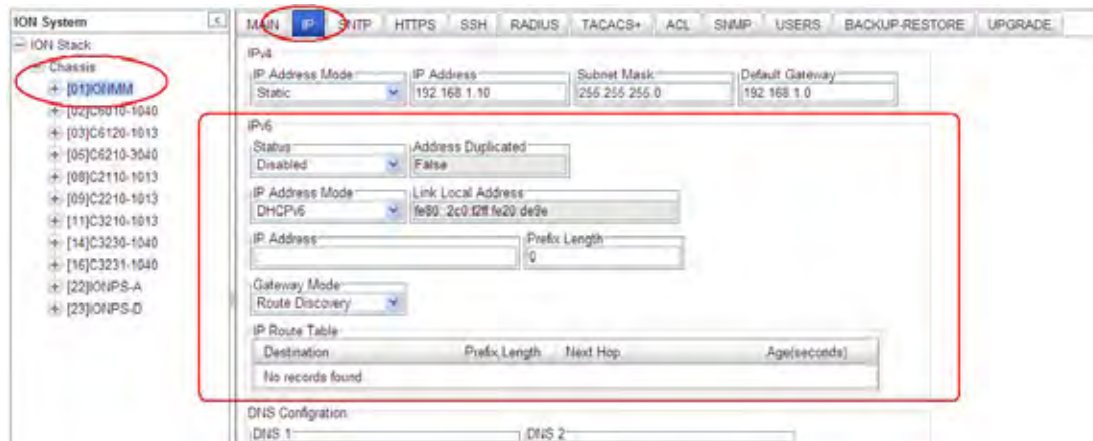 ION System
MAIN IP SNTP HTTPS SSH RADIUS TACACS+ ACL SNMP USERS BACKUP-RESTORE UPGRADE
ION Stack
Chassis
[01]IONMM
[02]C6010-1040
[03]C6120-1013
[05]C6210-3040
[08]C2110-1013
[09]C2210-1013
[11]C3210-1013
[14]C3230-1040
[16]C3231-1040
[22]IONPS-A
[23]IONPS-D
IPv4
IP Address Mode IP Address Subnet Mask Default Gateway
Static 192.168.1.10 255.255.255.0 192.168.1.0
IPv6
Status Address Duplicated
Disabled False
IP Address Mode Link Local Address
DHCPv6 fe80::2c0:f2ff:fe20:de9e
IP Address Prefix Length
0
Gateway Mode
Route Discovery
IP Route Table
Destination Prefix Length Next Hop Age(seconds)
No records found
DNS Configration
DNS 1 DNS 2